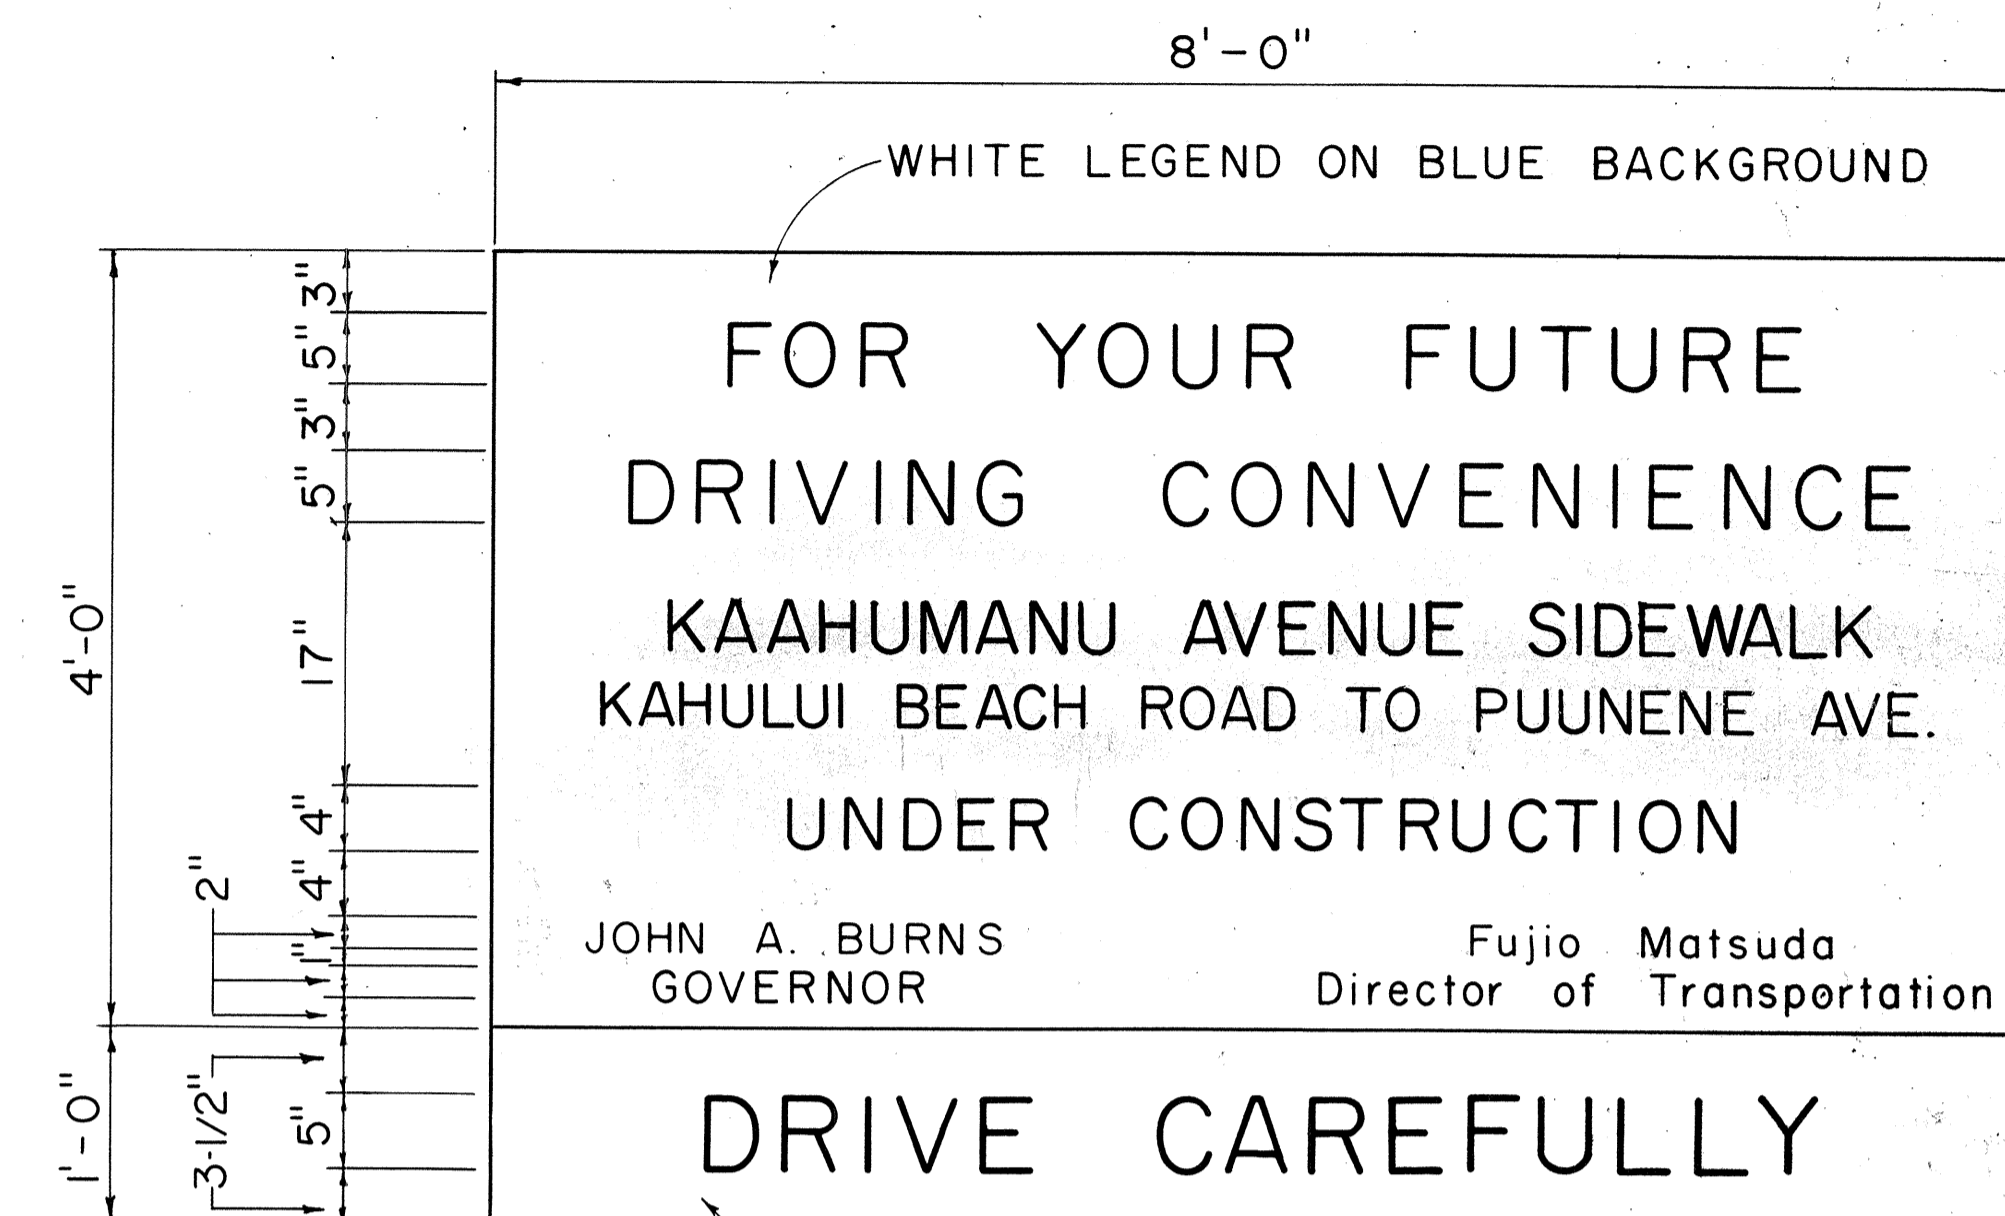 8'-0"
WHITE LEGEND ON BLUE BACKGROUND
3"
5"
3"
5"
17"
4"
4"
2"
1"
4'-0"
FOR YOUR FUTURE
DRIVING CONVENIENCE
KAAHUMANU AVENUE SIDEWALK
KAHULUI BEACH ROAD TO PUUNENE AVE.
UNDER CONSTRUCTION
JOHN A. BURNS
GOVERNOR
Fujio Matsuda
Director of Transportation
1'-0"
3-1/2"
5"
DRIVE CAREFULLY